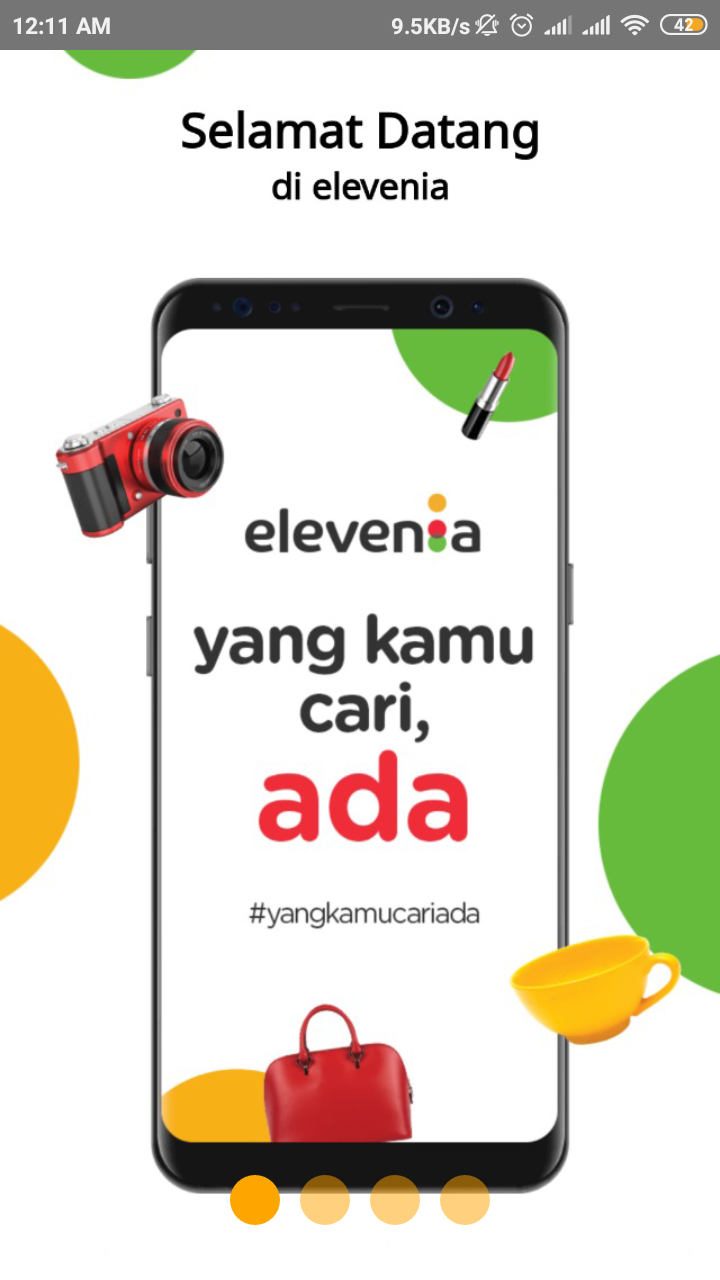 12:11 AM 9.5KB/s 42
Selamat Datang
di elevenia
elevenia
yang kamu
cari,
ada
#yangkamucariada